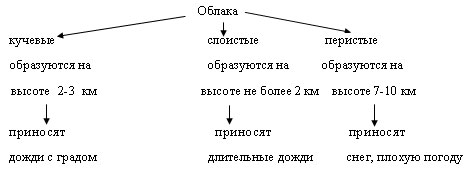 Облака
кучевые слоистые перистые
образуются на образуются на образуются на
высоте 2-3 км высоте не более 2 км высоте 7-10 км
приносят приносят приносят
дожди с градом длительные дожди снег, плохую погоду